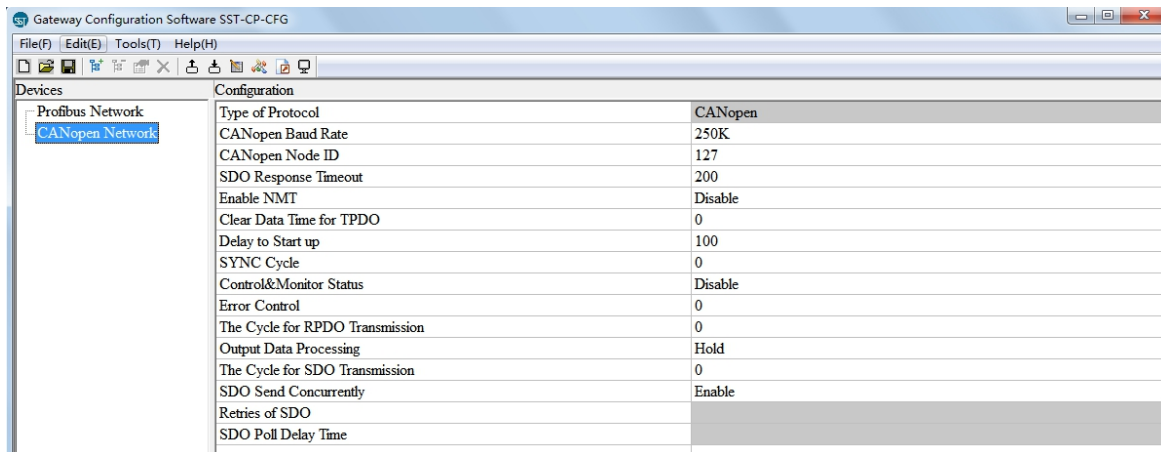 SST Gateway Configuration Software SST-CP-CFG
File(F) Edit(E) Tools(T) Help(H)
Devices Configuration
Profibus Network
CANopen Network
Type of Protocol CANopen
CANopen Baud Rate 250K
CANopen Node ID 127
SDO Response Timeout 200
Enable NMT Disable
Clear Data Time for TPDO 0
Delay to Start up 100
SYNC Cycle 0
Control&Monitor Status Disable
Error Control 0
The Cycle for RPDO Transmission 0
Output Data Processing Hold
The Cycle for SDO Transmission 0
SDO Send Concurrently Enable
Retries of SDO
SDO Poll Delay Time